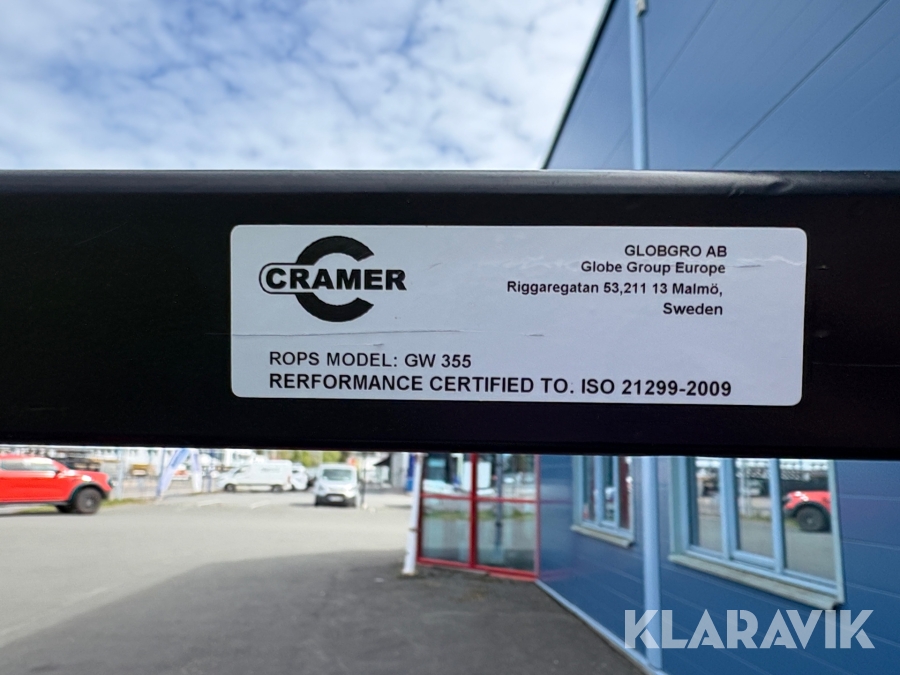 CRAMER
GLOBGRO AB
Globe Group Europe
Riggaregatan 53,211 13 Malmö,
Sweden
ROPS MODEL: GW 355
RERFORMANCE CERTIFIED TO. ISO 21299-2009
KLARAVIK